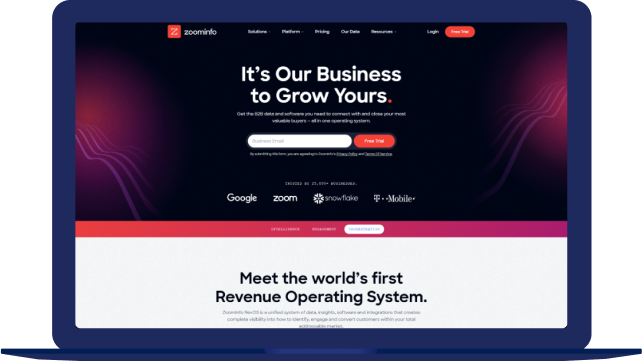 Z zoominfo
Solutions Platform Pricing Our Data Resources Login Free Trial
It's Our Business
to Grow Yours.
Get the B2B data and software you need to connect with and close your most
valuable buyers – all in one operating system.
Business Email Free Trial
By submitting this form, you are agreeing to ZoomInfo's Privacy Policy and Terms Of Service.
TRUSTED BY 25,000+ BUSINESSES.
Google zoom snowflake T Mobile
INTELLIGENCE ENGAGEMENT ORCHESTRATION
Meet the world's first
Revenue Operating System.
ZoomInfo RevOS is a unified system of data, insights, software and integrations that creates
complete visibility into how to identify, engage and convert customers within your total
addressable market.